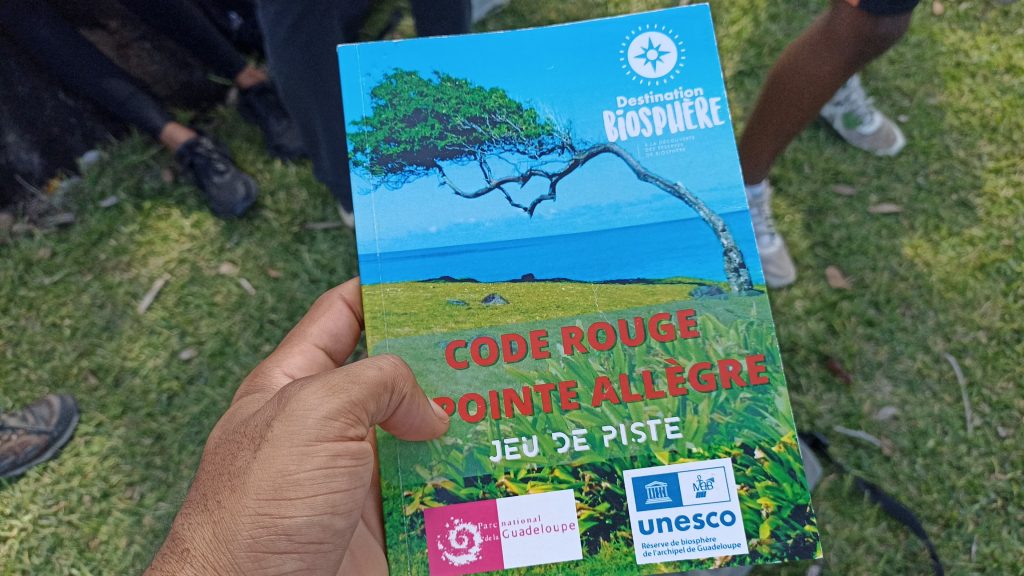 Destination
BiOSPHÈRE
À LA DÉCOUVERTE
DES RÉSERVES
DE BIOSPHÈRE
CODE ROUGE
POINTE ALLÈGRE
JEU DE PISTE
Parc national
de la Guadeloupe
MAB
unesco
Réserve de biosphère
de l'archipel de Guadeloupe